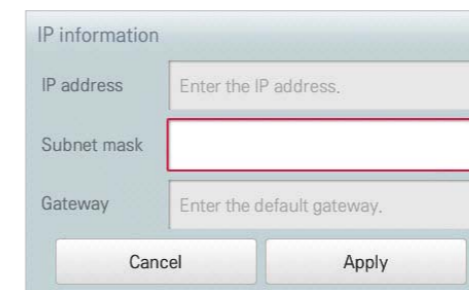 IP information
IP address Enter the IP address.
Subnet mask
Gateway Enter the default gateway.
Cancel Apply